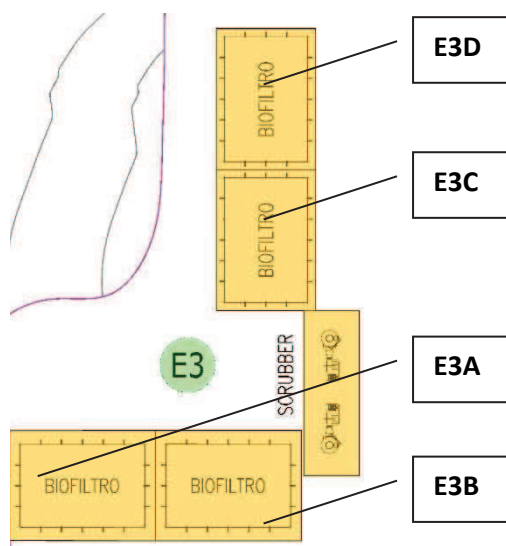 E3D
BIOFILTRO
E3C
BIOFILTRO
SCRUBBER
E3
E3A
BIOFILTRO
BIOFILTRO
E3B